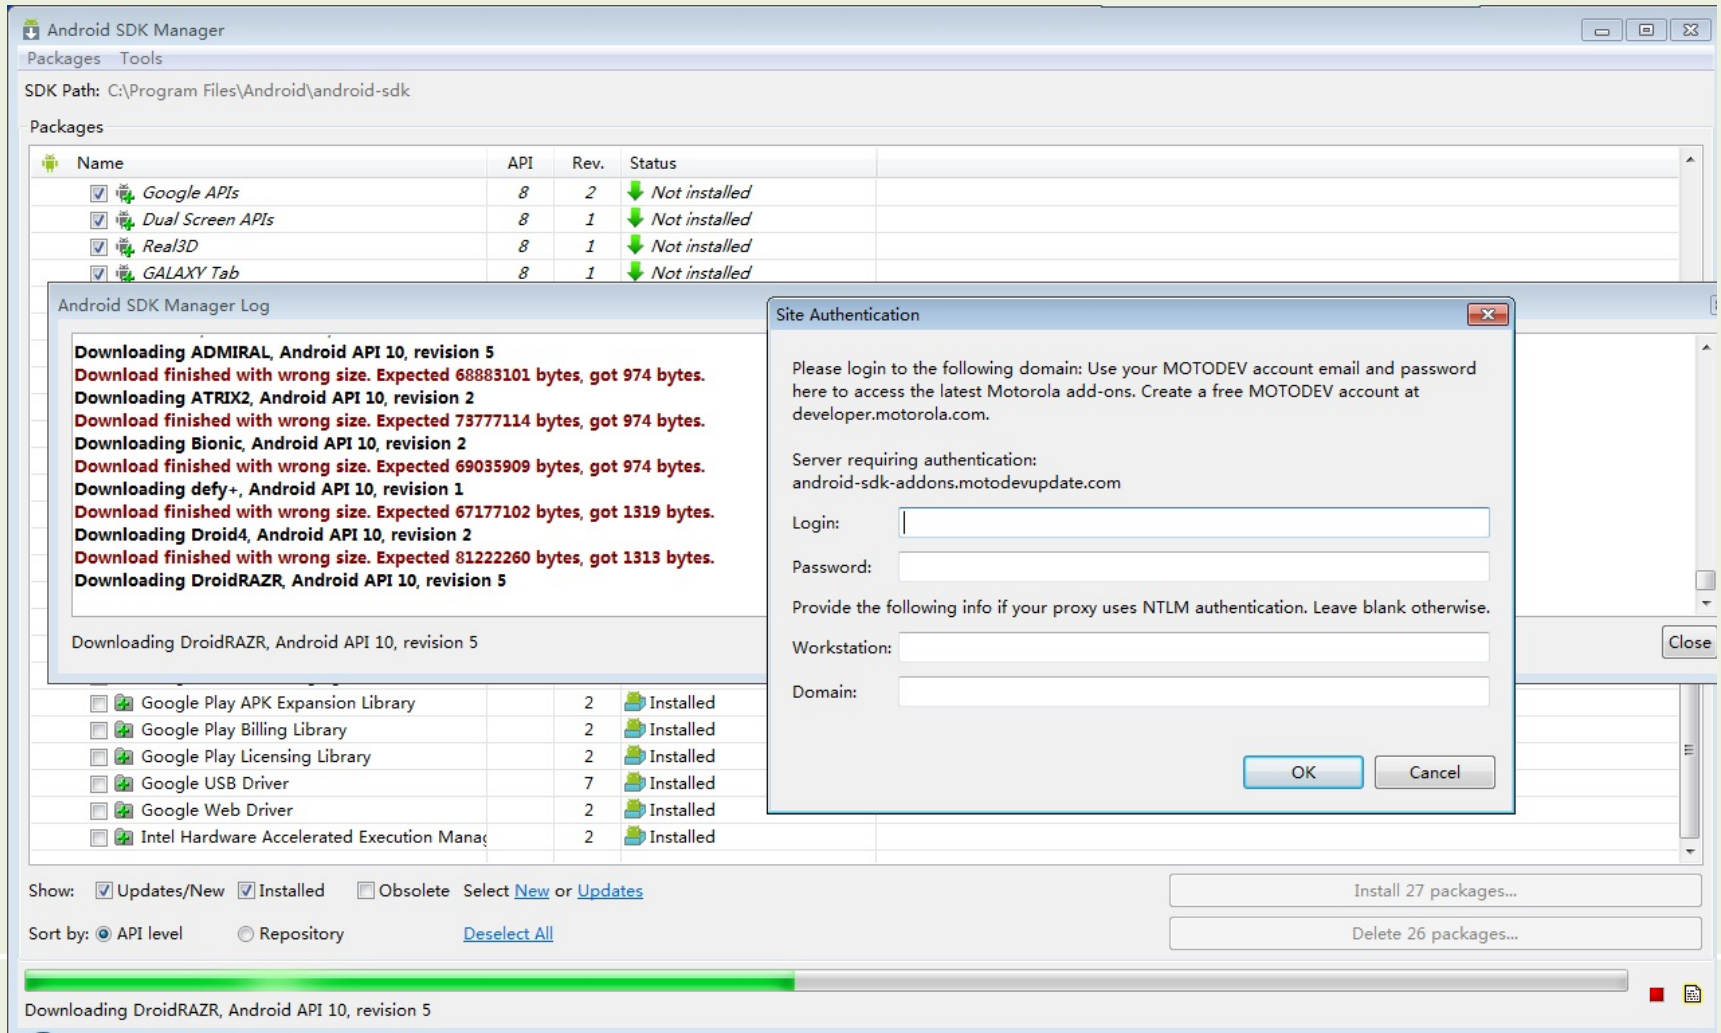 Android SDK Manager
Packages Tools
SDK Path: C:\Program Files\Android\android-sdk
Packages
Name API Rev. Status
Google APIs 8 2 Not installed
Dual Screen APIs 8 1 Not installed
Real3D 8 1 Not installed
GALAXY Tab 8 1 Not installed
Android SDK Manager Log
Downloading ADMIRAL, Android API 10, revision 5
Download finished with wrong size. Expected 68883101 bytes, got 974 bytes.
Downloading ATRIX2, Android API 10, revision 2
Download finished with wrong size. Expected 73777114 bytes, got 974 bytes.
Downloading Bionic, Android API 10, revision 2
Download finished with wrong size. Expected 69035909 bytes, got 974 bytes.
Downloading defy+, Android API 10, revision 1
Download finished with wrong size. Expected 67177102 bytes, got 1319 bytes.
Downloading Droid4, Android API 10, revision 2
Download finished with wrong size. Expected 81222260 bytes, got 1313 bytes.
Downloading DroidRAZR, Android API 10, revision 5
Downloading DroidRAZR, Android API 10, revision 5
Close
Site Authentication
Please login to the following domain: Use your MOTODEV account email and password
here to access the latest Motorola add-ons. Create a free MOTODEV account at
developer.motorola.com.
Server requiring authentication:
android-sdk-addons.motodevupdate.com
Login:
Password:
Provide the following info if your proxy uses NTLM authentication. Leave blank otherwise.
Workstation:
Domain:
OK Cancel
Google Play APK Expansion Library 2 Installed
Google Play Billing Library 2 Installed
Google Play Licensing Library 2 Installed
Google USB Driver 7 Installed
Google Web Driver 2 Installed
Intel Hardware Accelerated Execution Manag 2 Installed
Show: Updates/New Installed Obsolete Select New or Updates
Install 27 packages...
Sort by: API level Repository Deselect All
Delete 26 packages...
Downloading DroidRAZR, Android API 10, revision 5